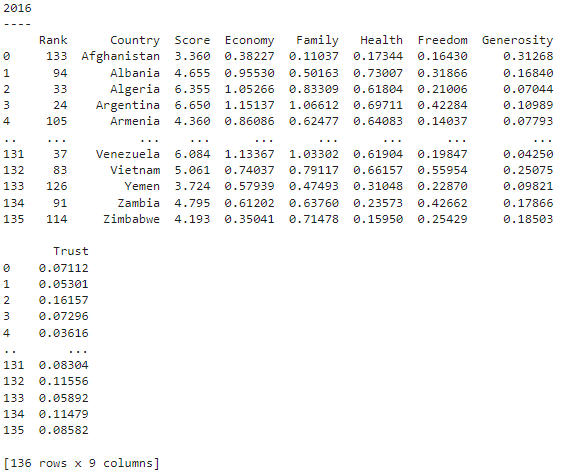 2016
----
Rank Country Score Economy Family Health Freedom Generosity
0 133 Afghanistan 3.360 0.38227 0.11037 0.17344 0.16430 0.31268
1 94 Albania 4.655 0.95530 0.50163 0.73007 0.31866 0.16840
2 33 Algeria 6.355 1.05266 0.83309 0.61804 0.21006 0.07044
3 24 Argentina 6.650 1.15137 1.06612 0.69711 0.42284 0.10989
4 105 Armenia 4.360 0.86086 0.62477 0.64083 0.14037 0.07793
.. ... ... ... ... ... ... ... ...
131 37 Venezuela 6.084 1.13367 1.03302 0.61904 0.19847 0.04250
132 83 Vietnam 5.061 0.74037 0.79117 0.66157 0.55954 0.25075
133 126 Yemen 3.724 0.57939 0.47493 0.31048 0.22870 0.09821
134 91 Zambia 4.795 0.61202 0.63760 0.23573 0.42662 0.17866
135 114 Zimbabwe 4.193 0.35041 0.71478 0.15950 0.25429 0.18503
Trust
0 0.07112
1 0.05301
2 0.16157
3 0.07296
4 0.03616
.. ...
131 0.08304
132 0.11556
133 0.05892
134 0.11479
135 0.08582
[136 rows x 9 columns]